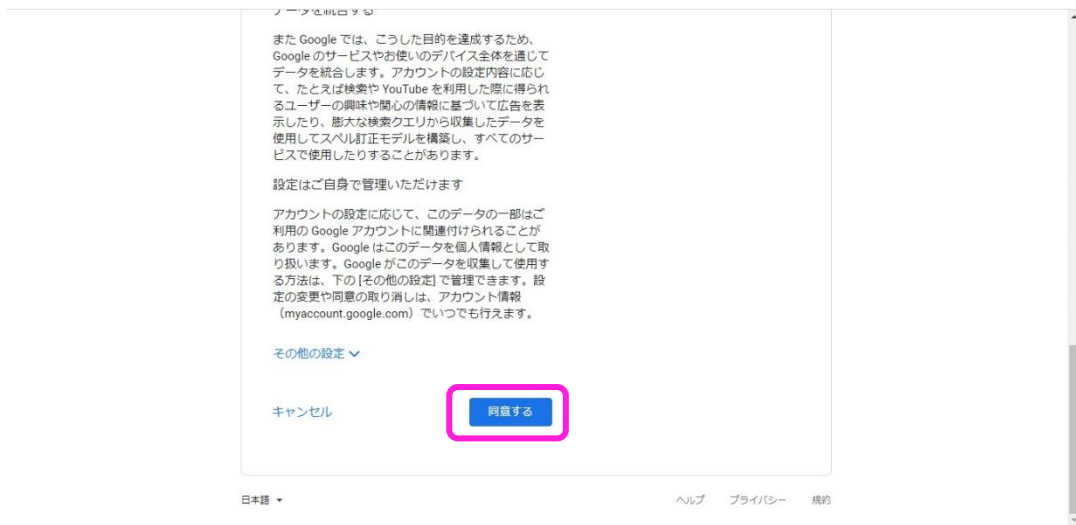 データを統合する
また Google では、こうした目的を達成するため、
Google のサービスやお使いのデバイス全体を通じて
データを統合します。アカウントの設定内容に応じ
て、たとえば検索や YouTube を利用した際に得られ
るユーザーの興味や関心の情報に基づいて広告を表
示したり、膨大な検索クエリから収集したデータを
使用してスペル訂正モデルを構築し、すべてのサー
ビスで使用したりすることがあります。
設定はご自身で管理いただけます
アカウントの設定に応じて、このデータの一部はご
利用の Google アカウントに関連付けられることが
あります。Google はこのデータを個人情報として取
り扱います。Google がこのデータを収集して使用す
る方法は、下の [その他の設定] で管理できます。設
定の変更や同意の取り消しは、アカウント情報
（myaccount.google.com）でいつでも行えます。
その他の設定
キャンセル
同意する
日本語
ヘルプ プライバシー 規約